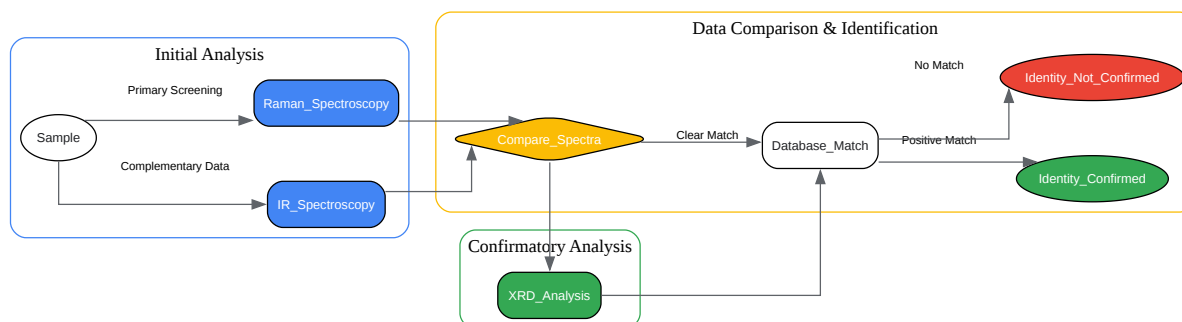 Initial Analysis
Primary Screening
Sample
Raman_Spectroscopy
Complementary Data
IR_Spectroscopy
Data Comparison & Identification
Compare_Spectra
Clear Match
Database_Match
No Match
Identity_Not_Confirmed
Positive Match
Identity_Confirmed
Confirmatory Analysis
XRD_Analysis